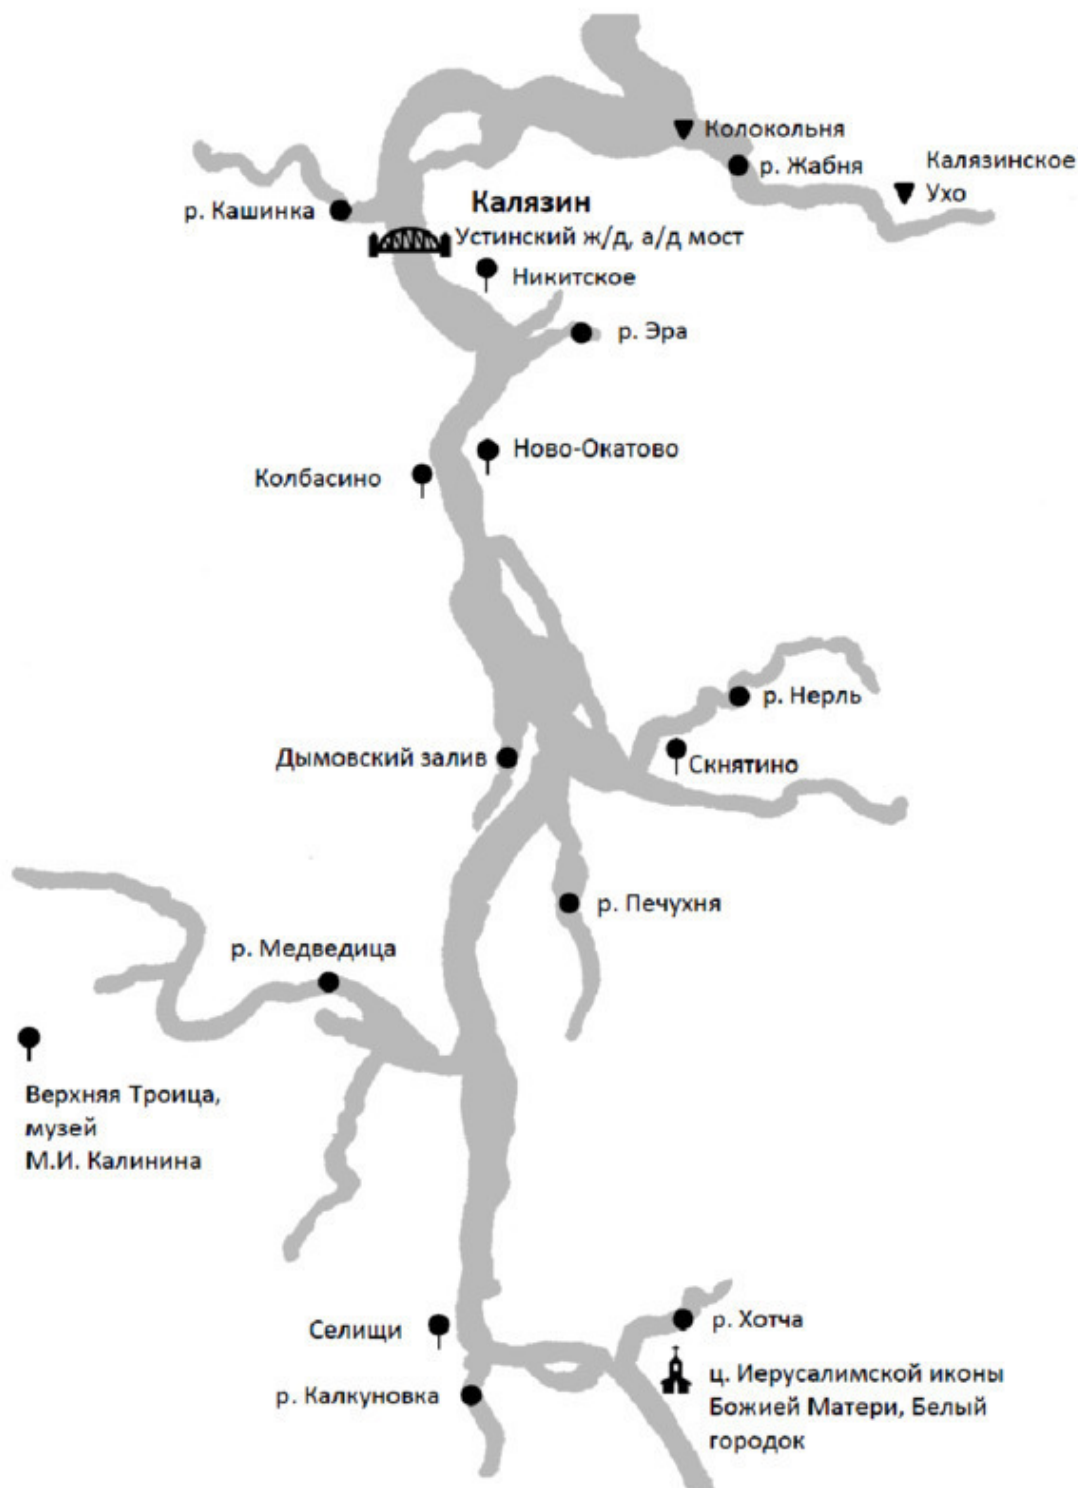 Колокольня
р. Жабня
Калязинское
Ухо
р. Кашинка
Калязин
Устинский ж/д, а/д мост
Никитское
р. Эра
Ново-Окатово
Колбасино
р. Нерль
Скнятино
Дымовский залив
р. Печухня
р. Медведица
Верхняя Троица,
музей
М.И. Калинина
Селищи
р. Хотча
р. Калкуновка
ц. Иерусалимской иконы
Божией Матери, Белый
городок